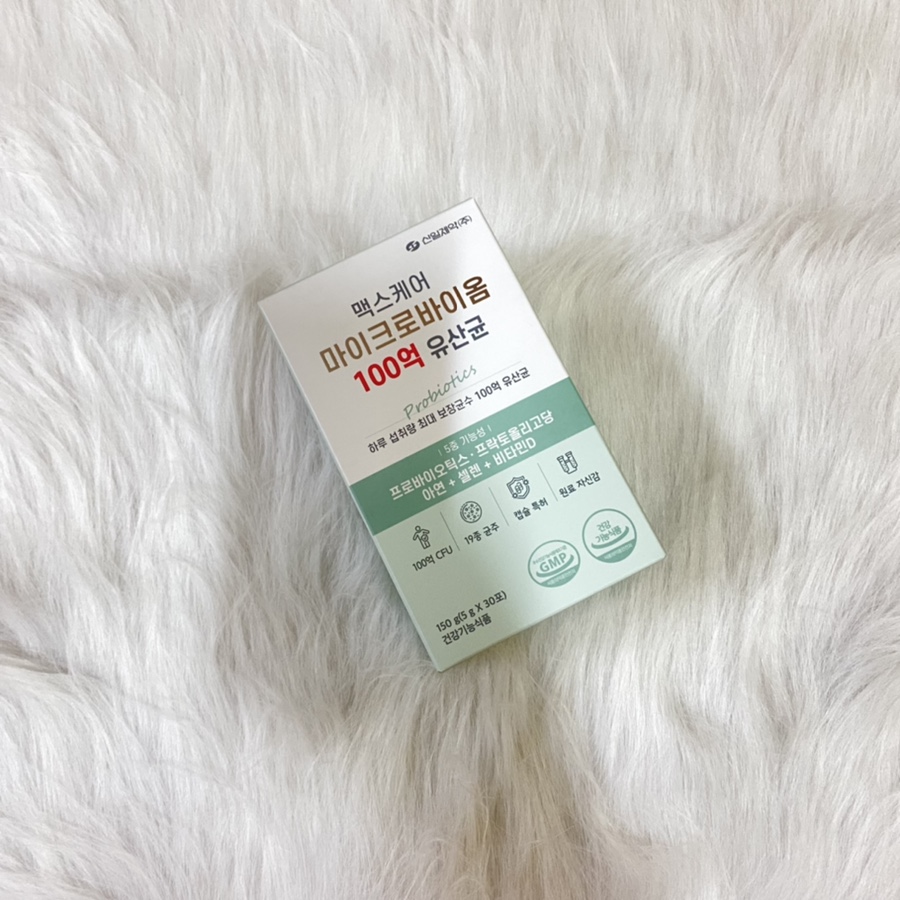 신일제약(주)
맥스케어
마이크로바이옴
100억 유산균
Probiotics
하루 섭취량 최대 보장균수 100억 유산균
| 5중 기능성 |
프로바이오틱스 · 프락토올리고당
아연 + 셀렌 + 비타민D
100억 CFU
19종 균주
캡슐 특허
원료 자신감
GMP
건강
기능식품
150 g(5 g X 30포)
건강기능식품